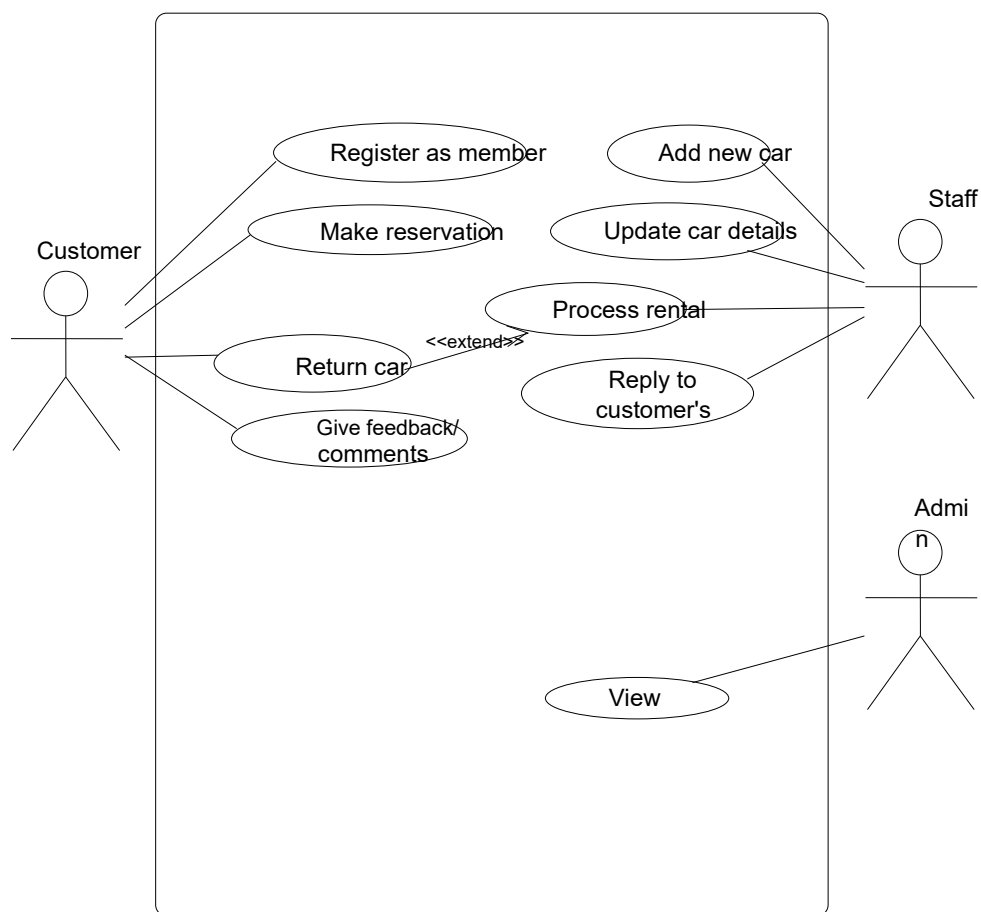 Register as member
Add new car
Staff
Make reservation
Update car details
Customer
Process rental
<<extend>>
Return car
Reply to
customer's
Give feedback/
comments
Admi
n
View